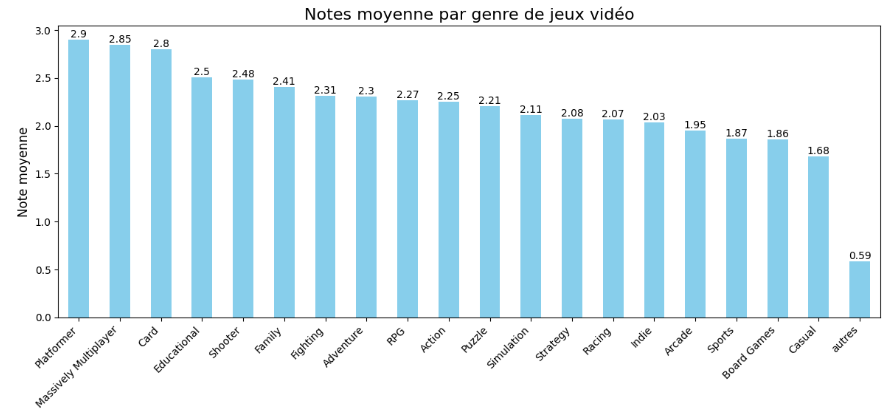 Notes moyenne par genre de jeux vidéo
Note moyenne
3.0
2.5
2.0
1.5
1.0
0.5
0.0
2.9
2.85
2.8
2.5
2.48
2.41
2.31
2.3
2.27
2.25
2.21
2.11
2.08
2.07
2.03
1.95
1.87
1.86
1.68
0.59
Platformer
Massively Multiplayer
Card
Educational
Shooter
Family
Fighting
Adventure
RPG
Action
Puzzle
Simulation
Strategy
Racing
Indie
Arcade
Sports
Board Games
Casual
autres